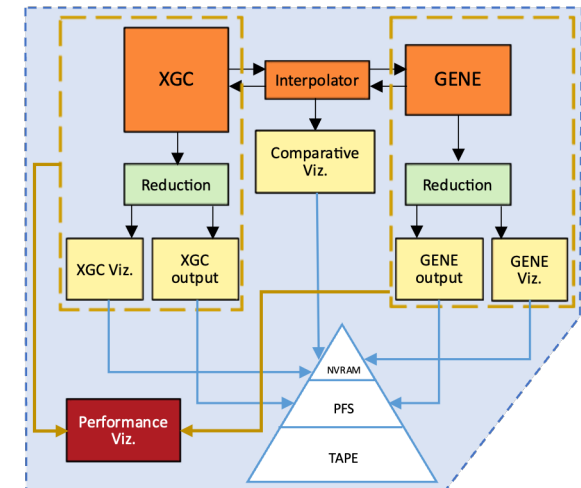 XGC
Interpolator
GENE
Comparative
Viz.
Reduction
Reduction
XGC Viz.
XGC
output
GENE
output
GENE
Viz.
NVRAM
PFS
TAPE
Performance
Viz.